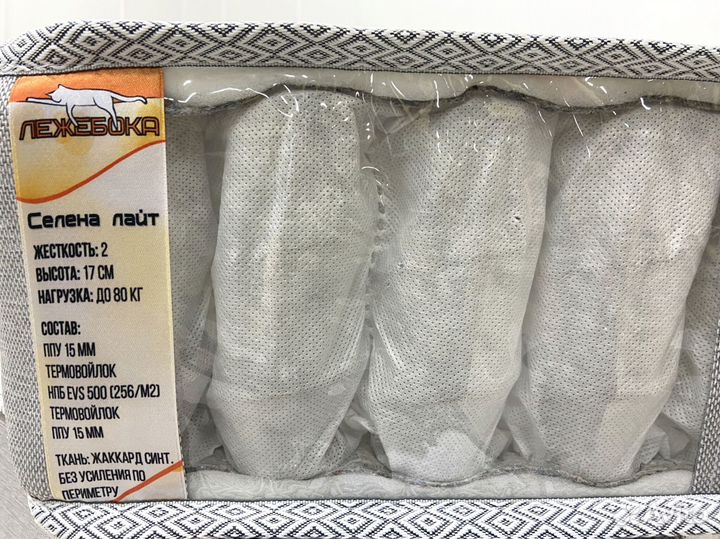 ЛЕЖЕБОКА
Селена лайт
ЖЕСТКОСТЬ: 2
ВЫСОТА: 17 СМ
НАГРУЗКА: ДО 80 КГ
СОСТАВ:
ППУ 15 ММ
ТЕРМОВОЙЛОК
НПБ EVS 500 (256/М2)
ТЕРМОВОЙЛОК
ППУ 15 ММ
ТКАНЬ: ЖАККАРД СИНТ.
БЕЗ УСИЛЕНИЯ ПО
ПЕРИМЕТРУ